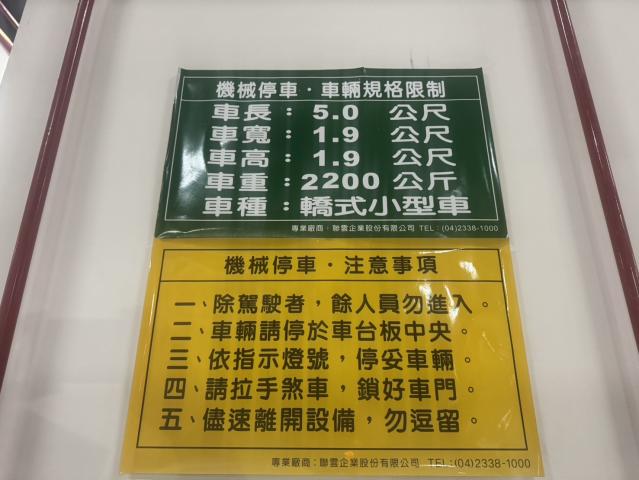 機械停車·車輛規格限制
車長：5.0 公尺
車寬：1.9 公尺
車高：1.9 公尺
車重：2200 公斤
車種：轎式小型車
專業廠商：聯雲企業股份有限公司 TEL：(04)2338-1000
機械停車·注意事項
一、除駕駛者，餘人員勿進入。
二、車輛請停於車台板中央。
三、依指示燈號，停妥車輛。
四、請拉手煞車，鎖好車門。
五、儘速離開設備，勿逗留。
專業廠商：聯雲企業股份有限公司 TEL：(04)2338-1000